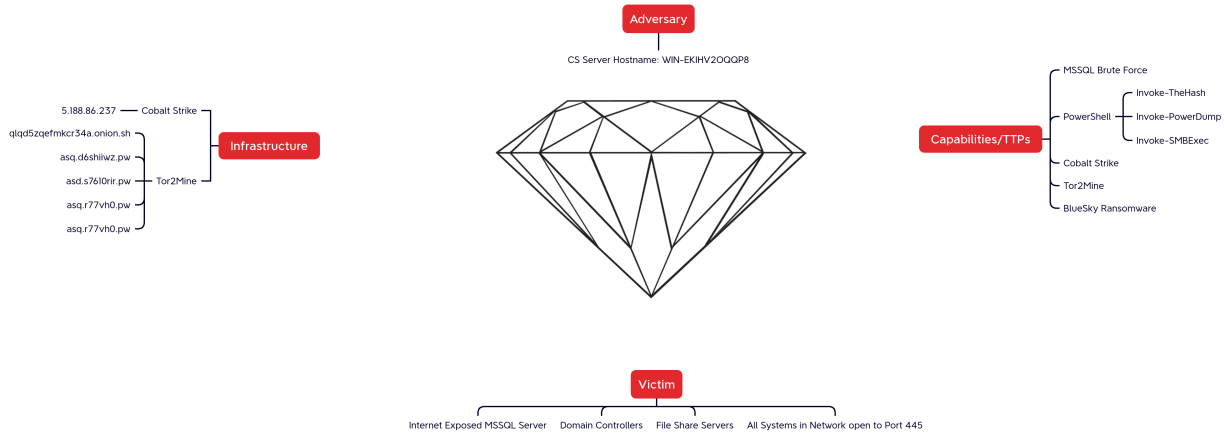 Adversary
CS Server Hostname: WIN-EKIHV2OQQP8
Infrastructure
Cobalt Strike
5.188.86.237
Tor2Mine
qlqd5zqefmkcr34a.onion.sh
asq.d6shiiwz.pw
asd.s7610rir.pw
asq.r77vh0.pw
asq.r77vh0.pw
Capabilities/TTPs
MSSQL Brute Force
PowerShell
Invoke-TheHash
Invoke-PowerDump
Invoke-SMBExec
Cobalt Strike
Tor2Mine
BlueSky Ransomware
Victim
Internet Exposed MSSQL Server
Domain Controllers
File Share Servers
All Systems in Network open to Port 445